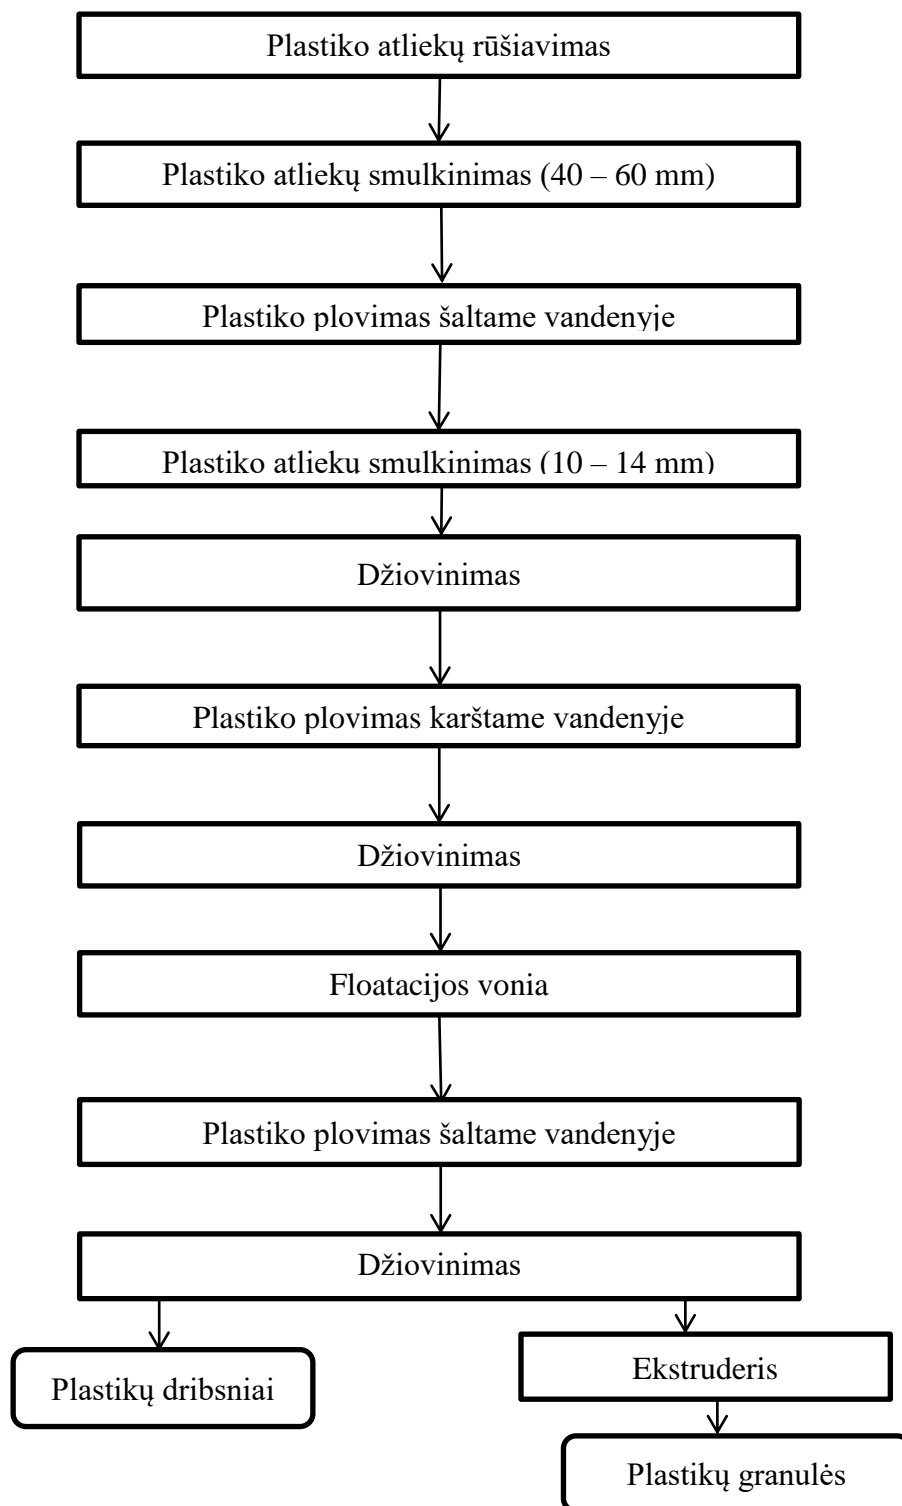 Plastiko atliekų rūšiavimas
Plastiko atliekų smulkinimas (40 – 60 mm)
Plastiko plovimas šaltame vandenyje
Plastiko atliekų smulkinimas (10 – 14 mm)
Džiovinimas
Plastiko plovimas karštame vandenyje
Džiovinimas
Floatacijos vonia
Plastiko plovimas šaltame vandenyje
Džiovinimas
Plastikų dribsniai
Ekstruderis
Plastikų granulės